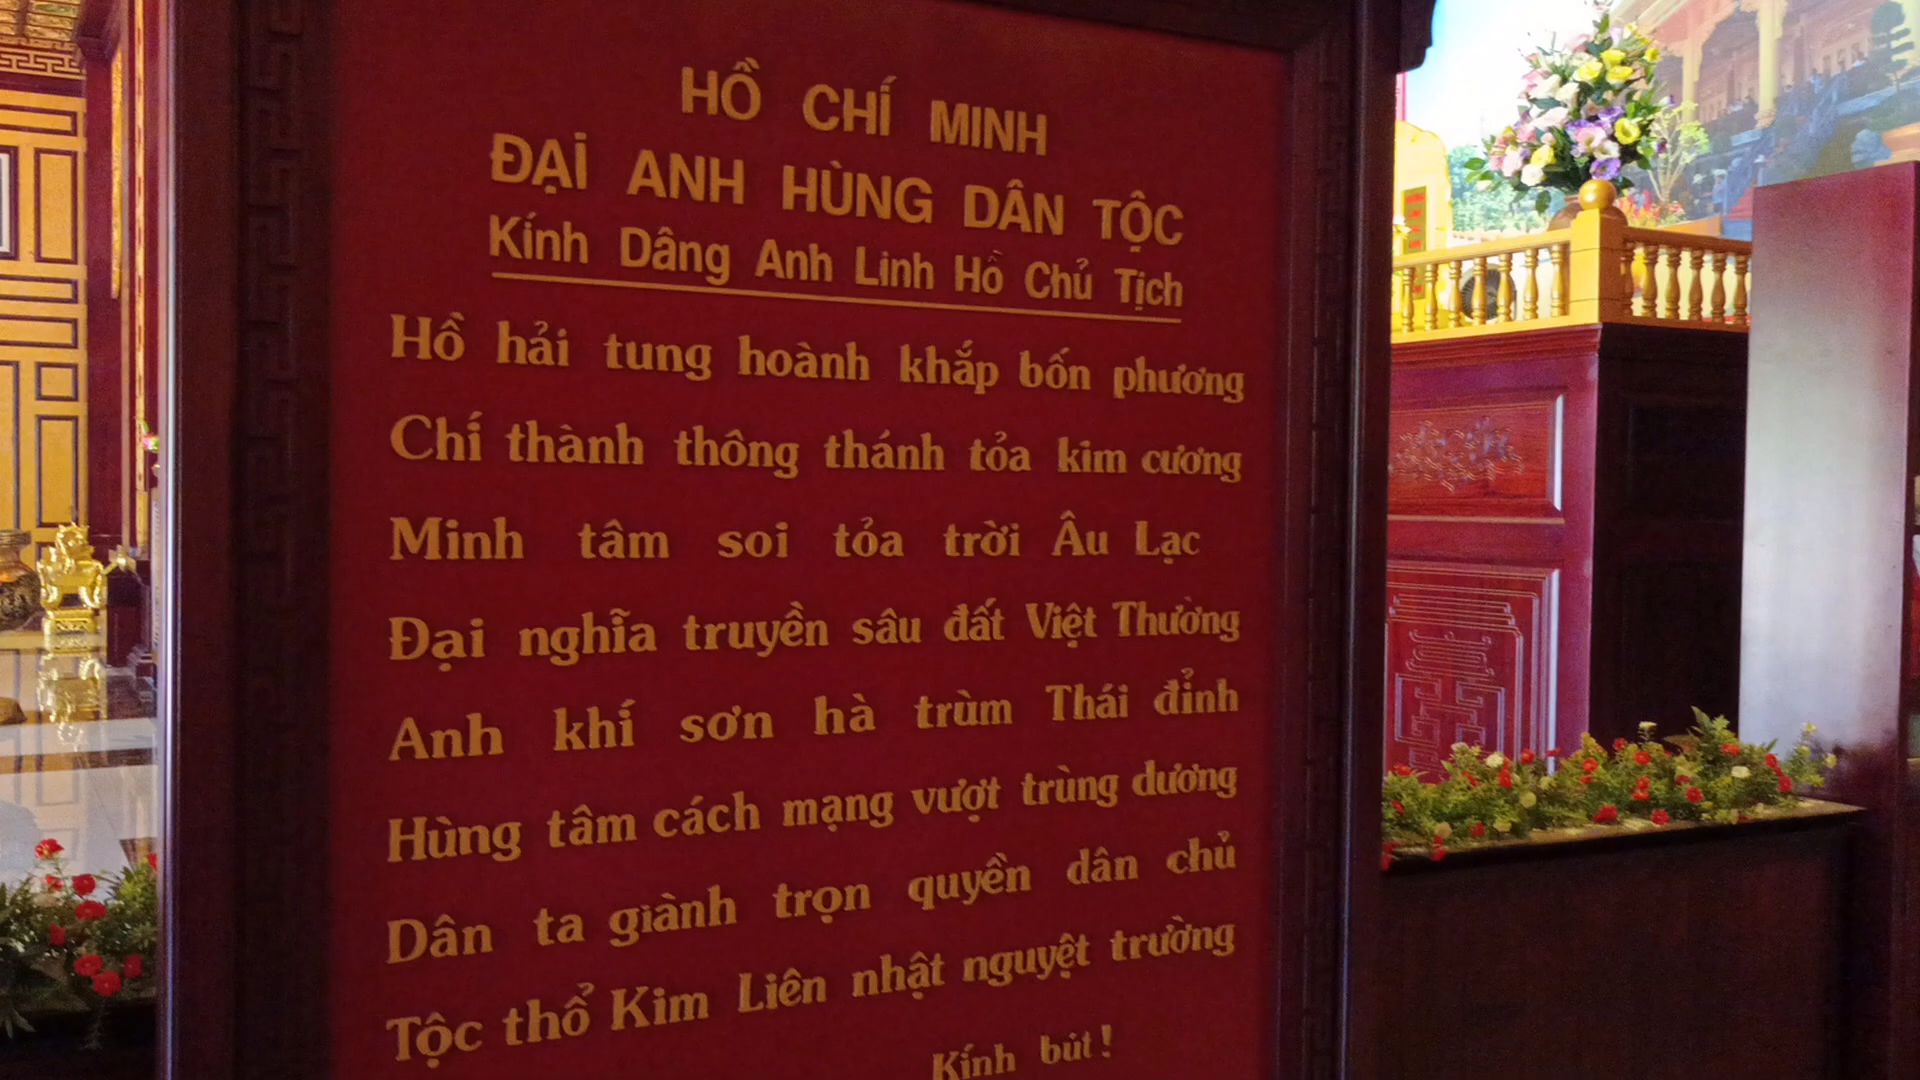 HỒ CHÍ MINH
ĐẠI ANH HÙNG DÂN TỘC
Kính Dâng Anh Linh Hồ Chủ Tịch
Hồ hải tung hoành khắp bốn phương
Chí thành thông thánh tỏa kim cương
Minh tâm soi tỏa trời Âu Lạc
Đại nghĩa truyền sâu đất Việt Thường
Anh khí sơn hà trùm Thái đỉnh
Hùng tâm cách mạng vượt trùng dương
Dân ta giành trọn quyền dân chủ
Tộc thổ Kim Liên nhật nguyệt trường
Kính bút!